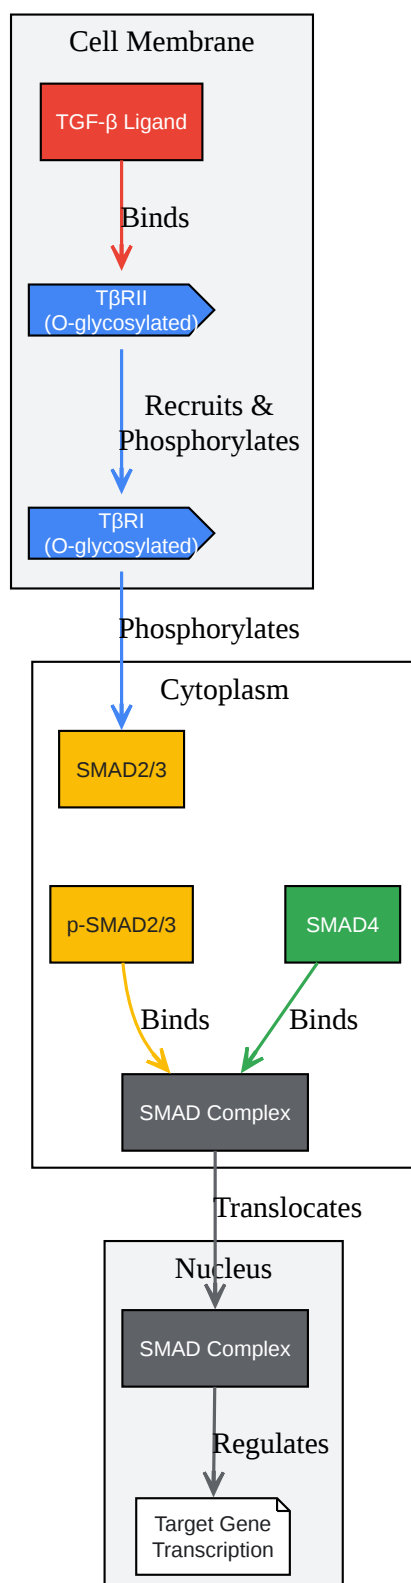 Cell Membrane
TGF-β Ligand
Binds
TβRII
(O-glycosylated)
Recruits &
Phosphorylates
TβRI
(O-glycosylated)
Phosphorylates
Cytoplasm
SMAD2/3
p-SMAD2/3
SMAD4
Binds
Binds
SMAD Complex
Translocates
Nucleus
SMAD Complex
Regulates
Target Gene
Transcription